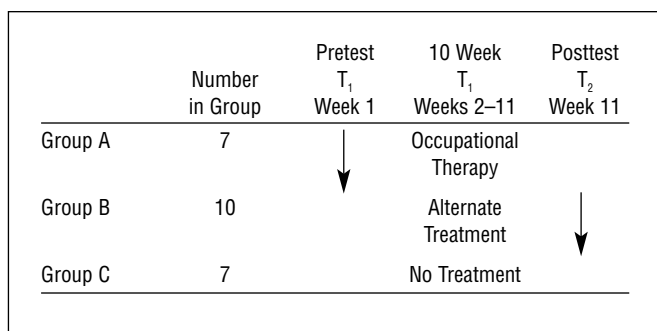 Pretest 10 Week Posttest
Number T₁ T₁ T₂
in Group Week 1 Weeks 2–11 Week 11
Group A 7 Occupational
Therapy
Group B 10 Alternate
Treatment
Group C 7 No Treatment